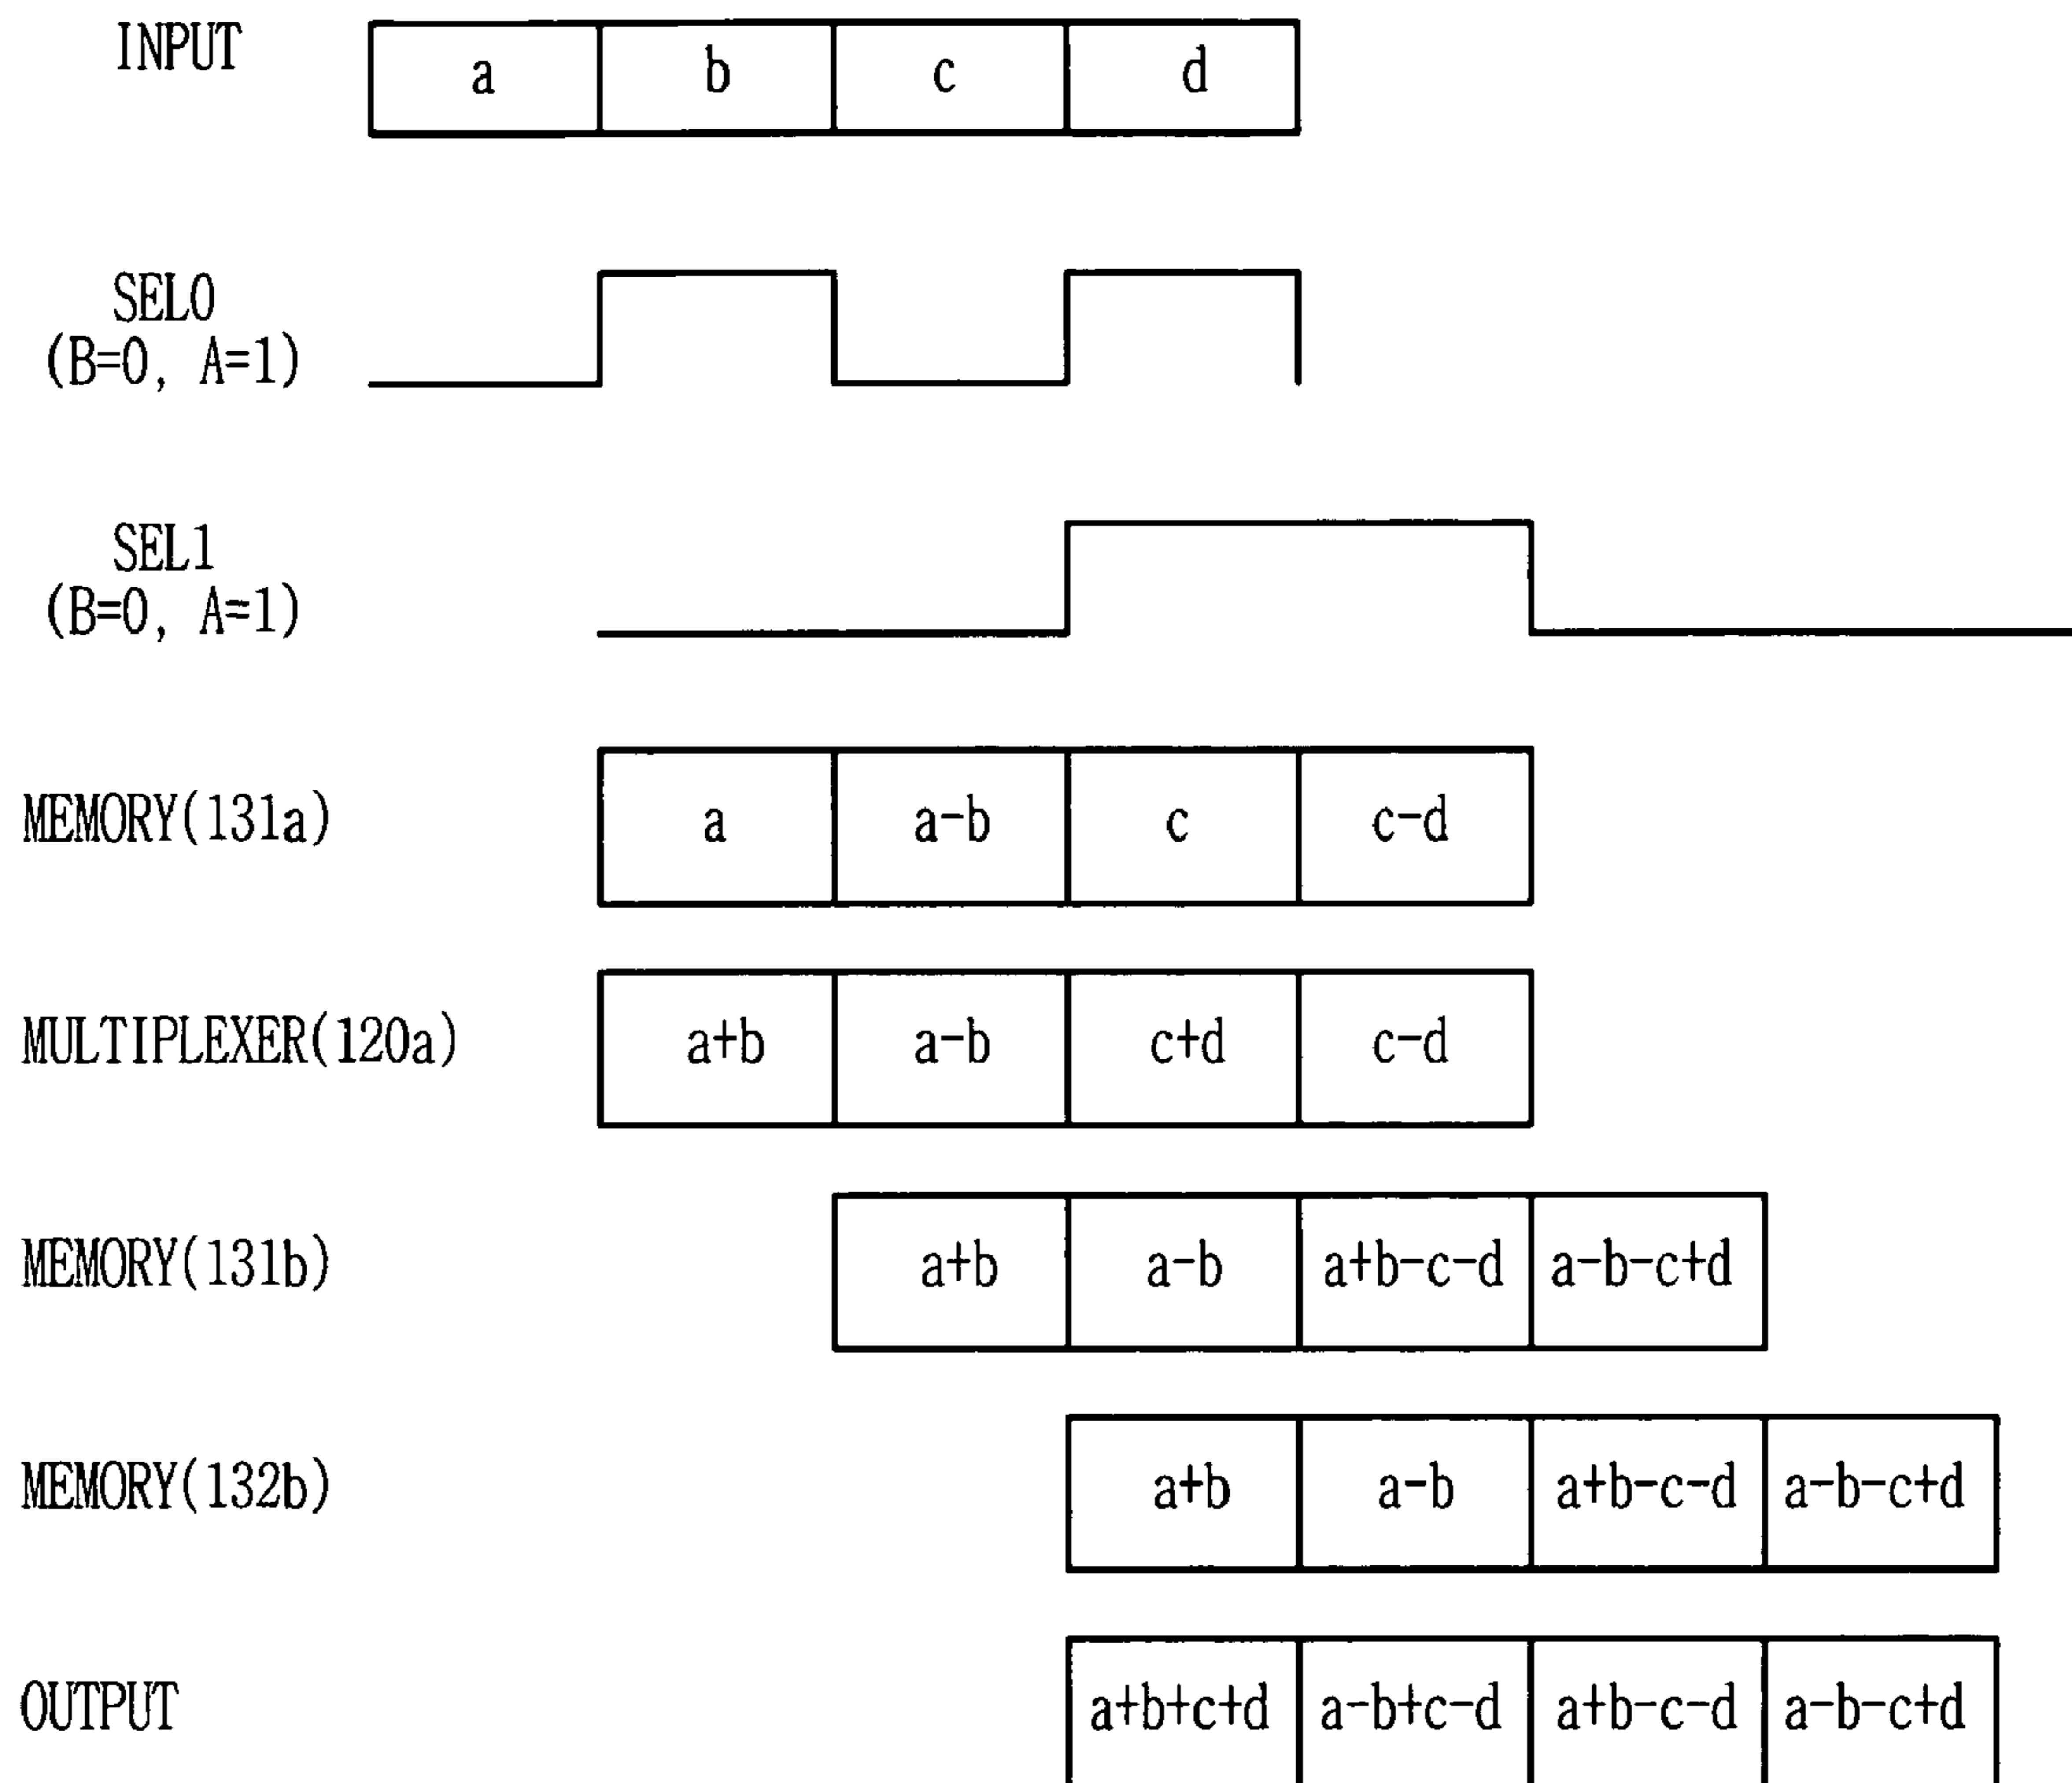 INPUT a b c d
SEL0
(B=0, A=1)
SEL1
(B=0, A=1)
MEMORY(131a) a a-b c c-d
MULTIPLEXER(120a) a+b a-b c+d c-d
MEMORY(131b) a+b a-b a+b-c-d a-b-c+d
MEMORY(132b) a+b a-b a+b-c-d a-b-c+d
OUTPUT a+b+c+d a-b+c-d a+b-c-d a-b-c+d